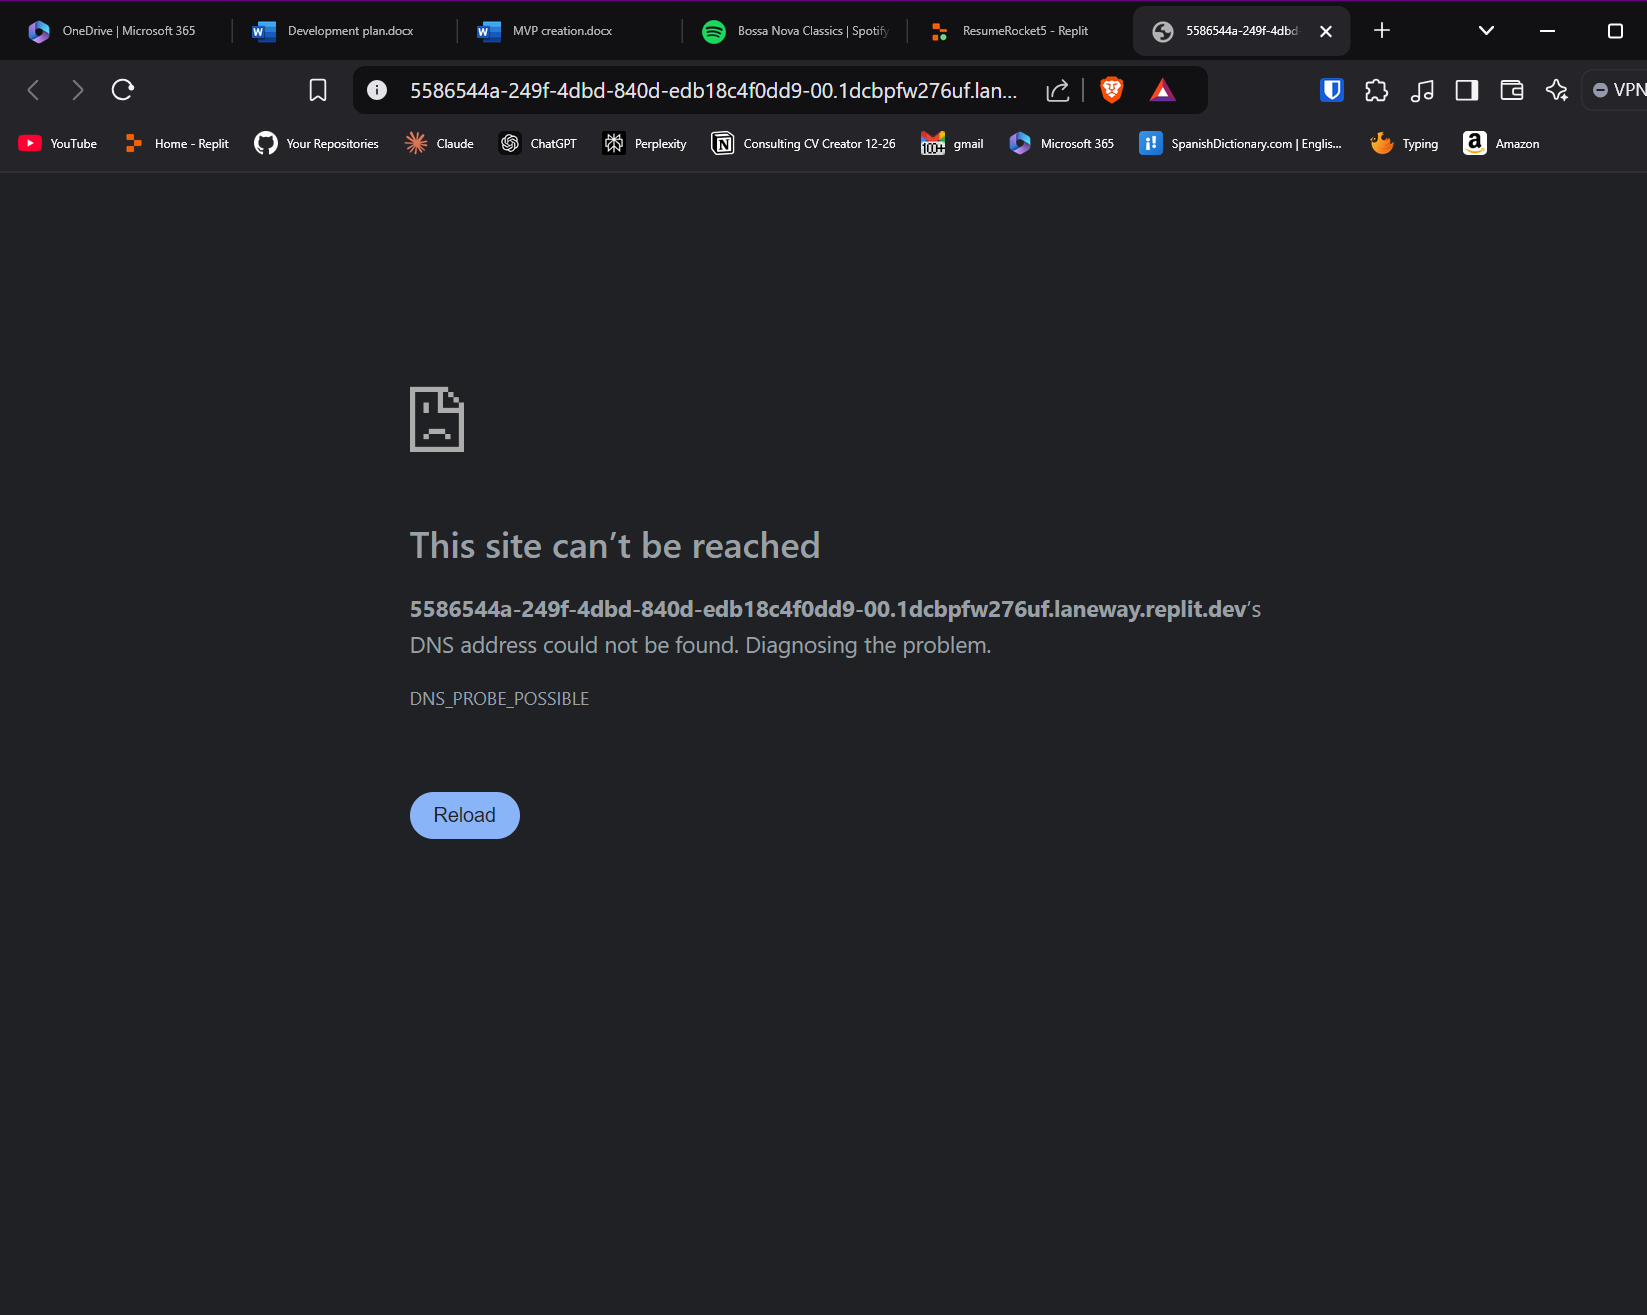 OneDrive | Microsoft 365
Development plan.docx
MVP creation.docx
Bossa Nova Classics | Spotify
ResumeRocket5 - Replit
5586544a-249f-4dbd-
5586544a-249f-4dbd-840d-edb18c4f0dd9-00.1dcbpfw276uf.lan...
VPN
YouTube
Home - Replit
Your Repositories
Claude
ChatGPT
Perplexity
Consulting CV Creator 12-26
100+
gmail
Microsoft 365
SpanishDictionary.com | Englis...
Typing
Amazon
This site can’t be reached
5586544a-249f-4dbd-840d-edb18c4f0dd9-00.1dcbpfw276uf.laneway.replit.dev’s
DNS address could not be found. Diagnosing the problem.
DNS_PROBE_POSSIBLE
Reload